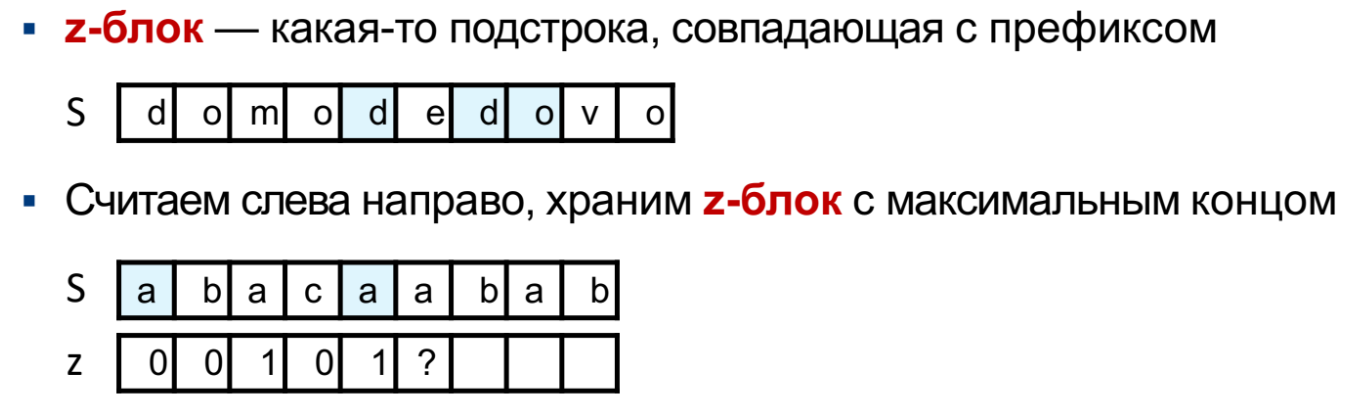 ▪ z-блок — какая-то подстрока, совпадающая с префиксом
S d o m o d e d o v o
▪ Считаем слева направо, храним z-блок с максимальным концом
S a b a c a a b a b
z 0 0 1 0 1 ?